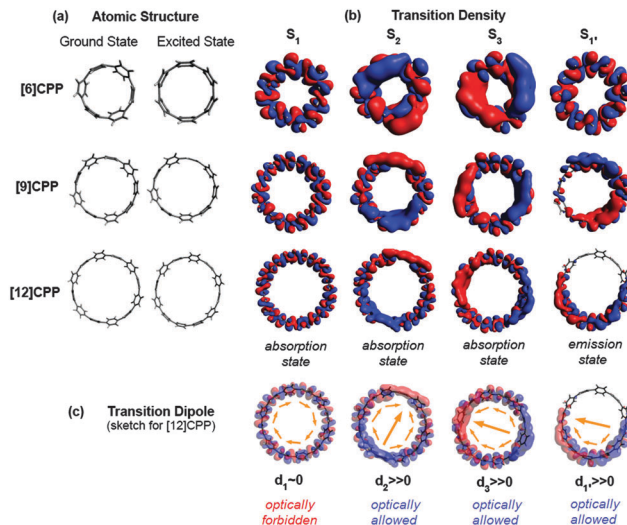 (a) Atomic Structure (b) Transition Density
Ground State Excited State S1 S2 S3 S1'
[6]CPP
[9]CPP
[12]CPP
absorption state absorption state absorption state emission state
(c) Transition Dipole
(sketch for [12]CPP)
d1~0 d2>>0 d3>>0 d1'>>0
optically forbidden optically allowed optically allowed optically allowed